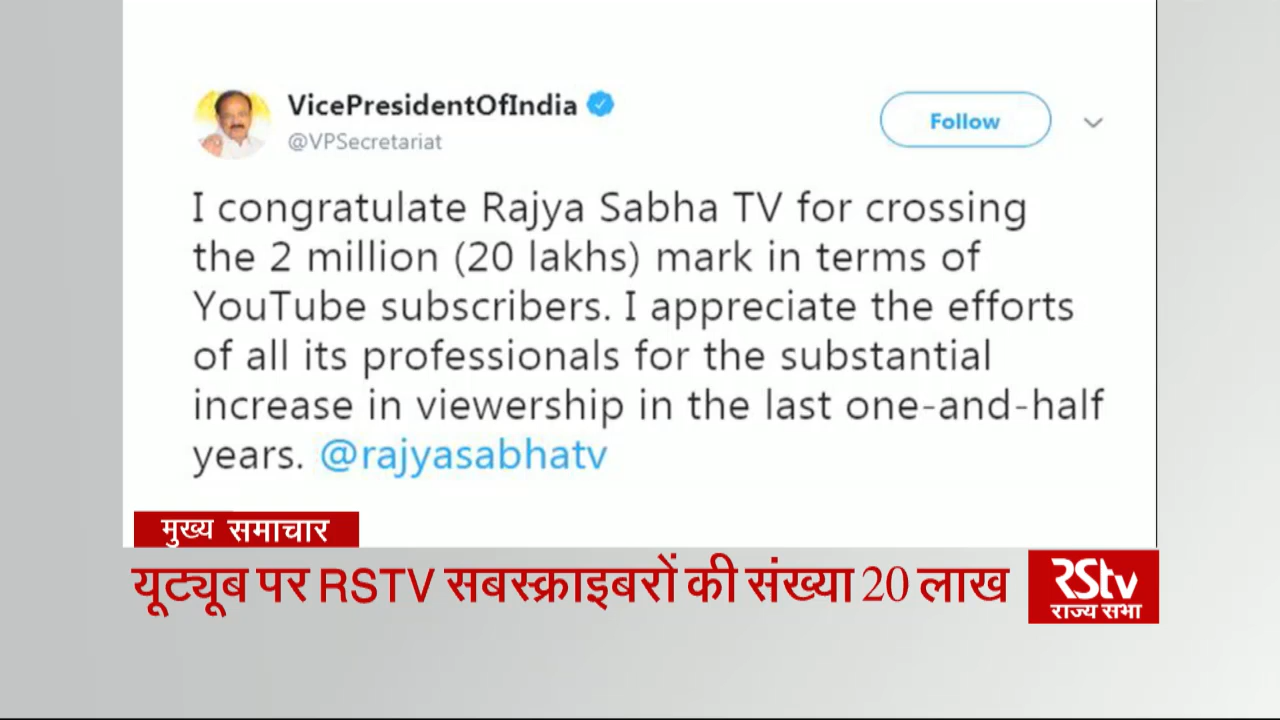 VicePresidentOfIndia
@VPSecretariat
Follow
I congratulate Rajya Sabha TV for crossing
the 2 million (20 lakhs) mark in terms of
YouTube subscribers. I appreciate the efforts
of all its professionals for the substantial
increase in viewership in the last one-and-half
years. @rajyasabhatv
मुख्य समाचार
यूट्यूब पर RSTV सबस्क्राइबरों की संख्या 20 लाख
RStv
राज्य सभा